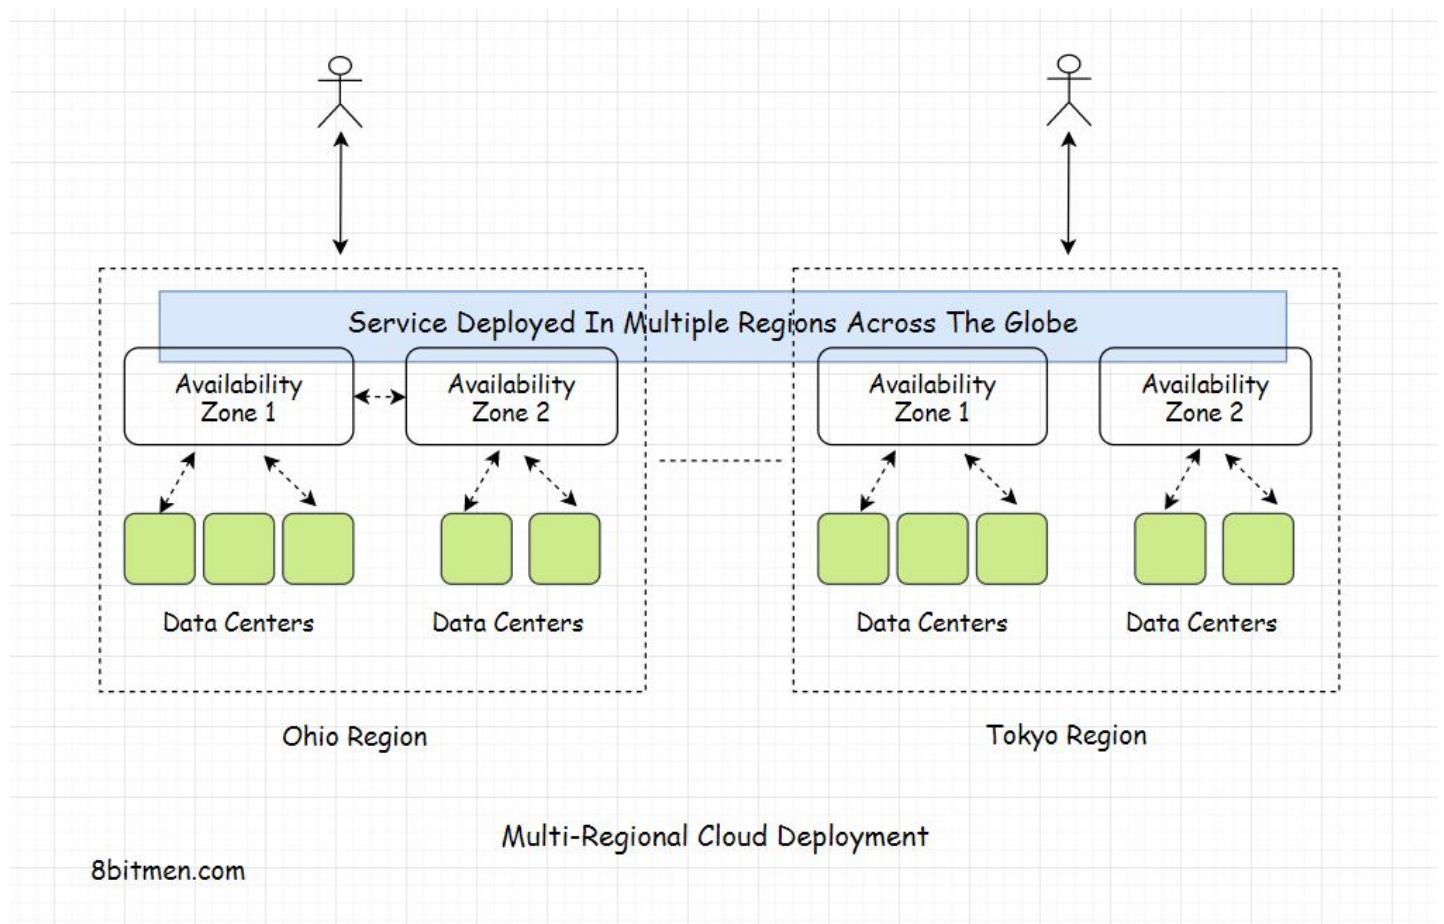 Service Deployed In Multiple Regions Across The Globe
Availability
Zone 1
Availability
Zone 2
Availability
Zone 1
Availability
Zone 2
Data Centers
Data Centers
Data Centers
Data Centers
Ohio Region
Tokyo Region
Multi-Regional Cloud Deployment
8bitmen.com